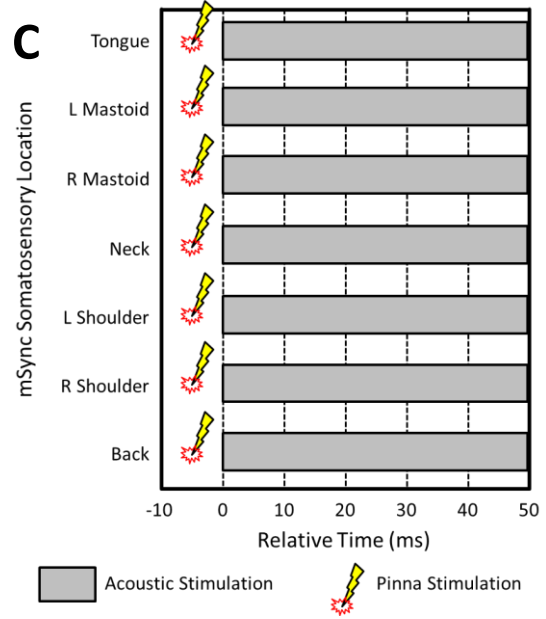 C
mSync Somatosensory Location
Tongue
L Mastoid
R Mastoid
Neck
L Shoulder
R Shoulder
Back
-10 0 10 20 30 40 50
Relative Time (ms)
Acoustic Stimulation Pinna Stimulation